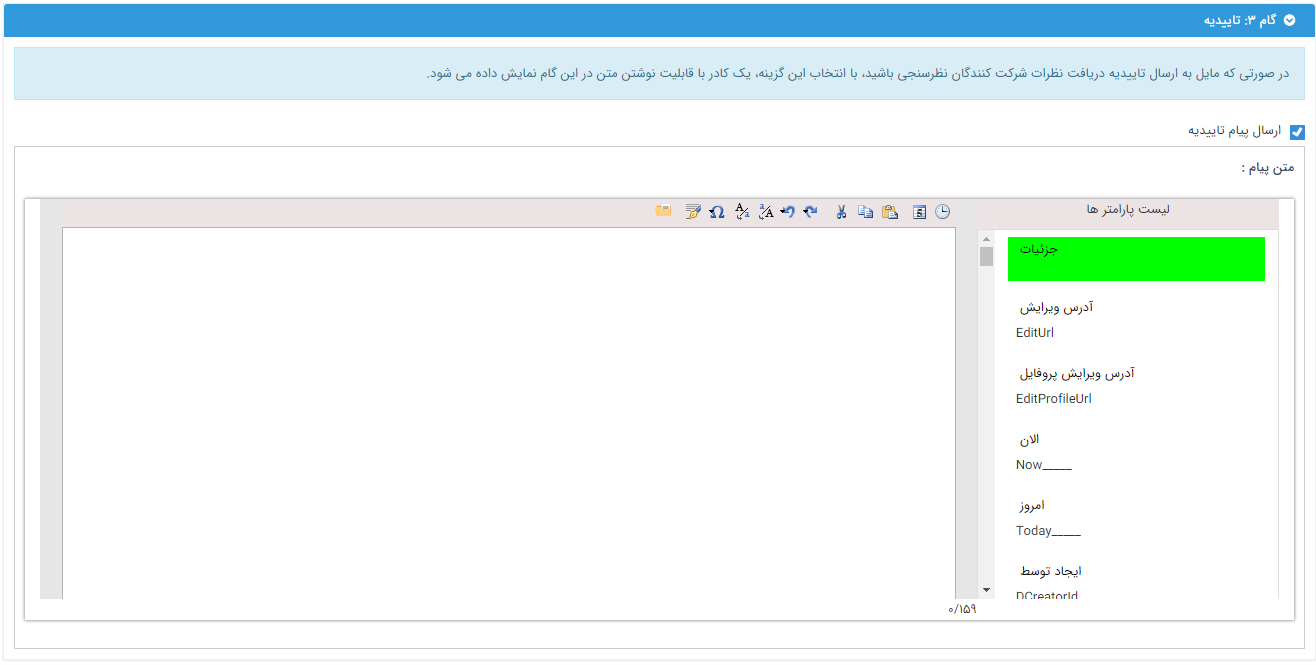 گام ۳: تاییدیه
در صورتی که مایل به ارسال تاییدیه دریافت نظرات شرکت کنندگان نظرسنجی باشید، با انتخاب این گزینه، یک کادر با قابلیت نوشتن متن در این گام نمایش داده می شود.
ارسال پیام تاییدیه
متن پیام :
لیست پارامتر ها
جزئیات
آدرس ویرایش
EditUrl
آدرس ویرایش پروفایل
EditProfileUrl
الان
Now_____
امروز
Today_____
ایجاد توسط
DCreatorId
۰/۱۵۹